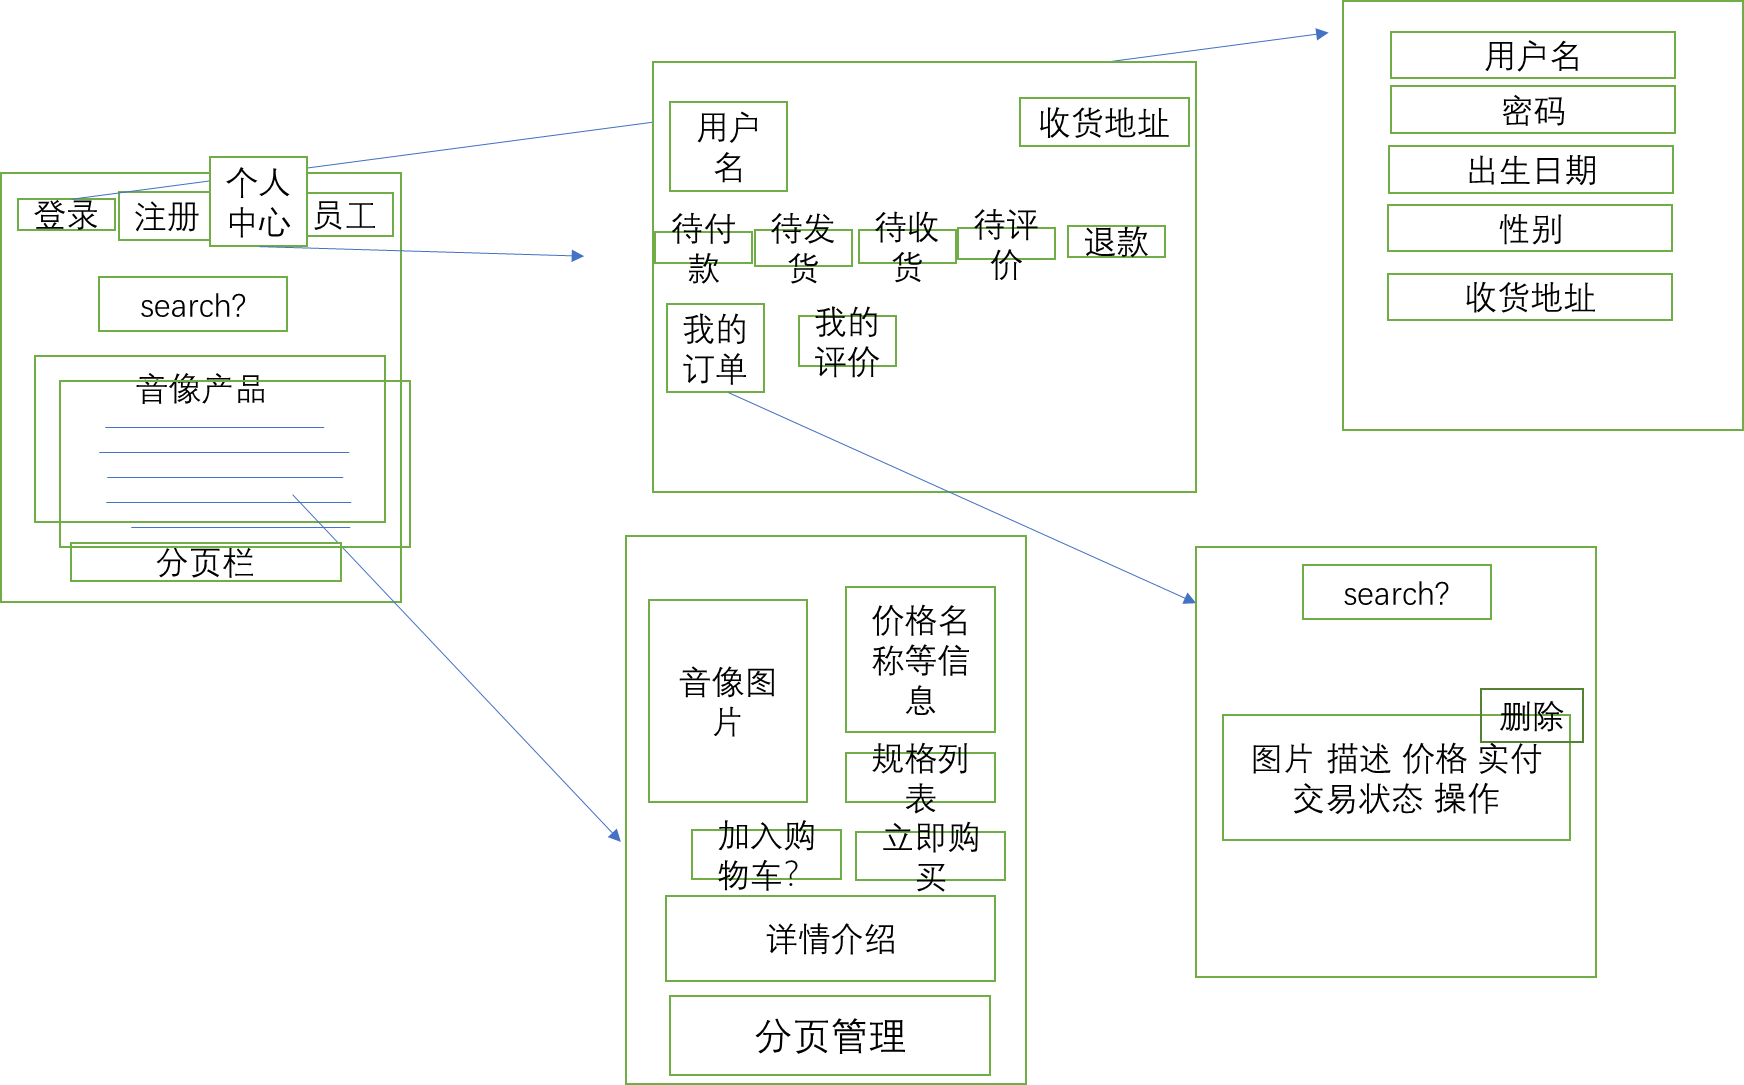 登录
注册
个人
中心
员工
search?
音像产品
分页栏
用户
名
收货地址
待付
款
待发
货
待收
货
待评
价
退款
我的
订单
我的
评价
用户名
密码
出生日期
性别
收货地址
音像图
片
价格名
称等信
息
规格列
表
加入购
物车？
立即购
买
详情介绍
分页管理
search?
删除
图片 描述 价格 实付
交易状态 操作